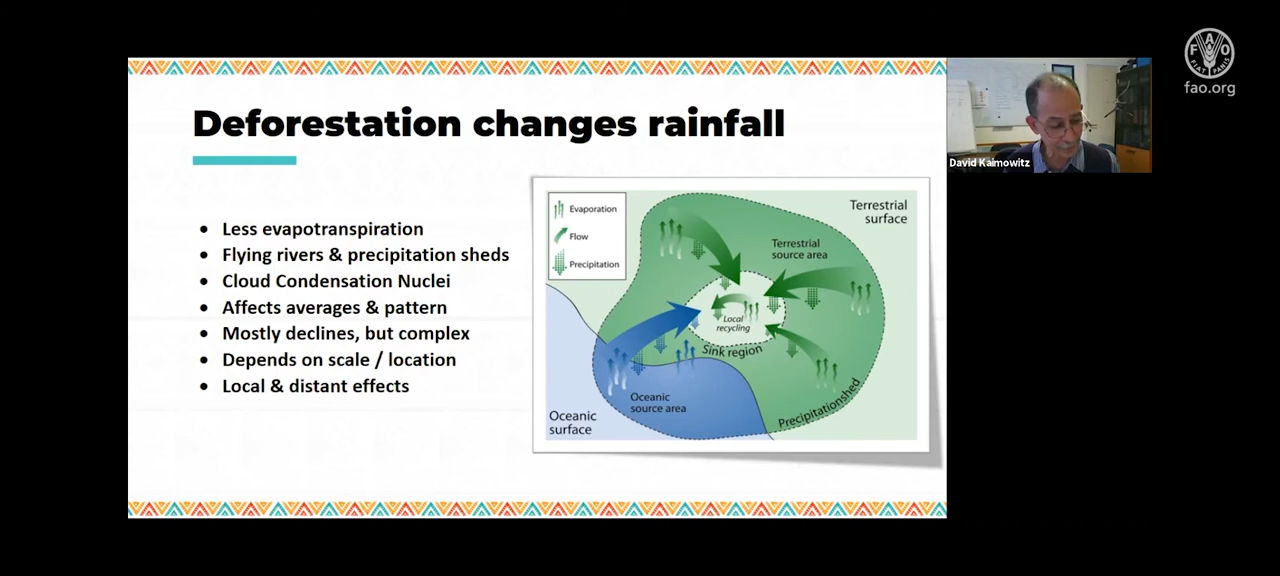 Deforestation changes rainfall
Less evapotranspiration
Flying rivers & precipitation sheds
Cloud Condensation Nuclei
Affects averages & pattern
Mostly declines, but complex
Depends on scale / location
Local & distant effects
Evaporation
Flow
Precipitation
Terrestrial
surface
Terrestrial
source area
Local
recycling
Sink region
Oceanic
source area
Precipitationshed
Oceanic
surface
David Kaimowitz
FAO
FIAT PANIS
fao.org